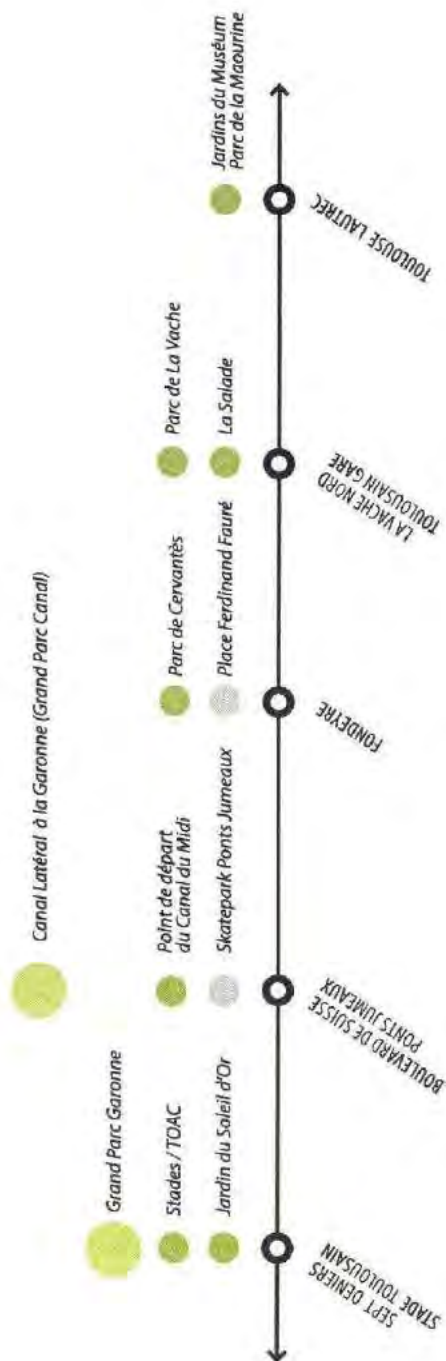 Canal Latéral à la Garonne (Grand Parc Canal)
Grand Parc Garonne
Stades / TOAC
Jardin du Soleil d'Or
SEPT DENIERS
STADE TOULOUSAIN
Point de départ
du Canal du Midi
Skatepark Ponts Jumeaux
BOULEVARD DE SUISSE
PONTS JUMEAUX
Parc de Cervantès
Place Ferdinand Fauré
FONDEYRE
Parc de La Vache
La Salade
LA VACHE NORD
TOULOUSAIN GARE
Jardins du Muséum
Parc de la Maourine
TOULOUSE LAUTREC